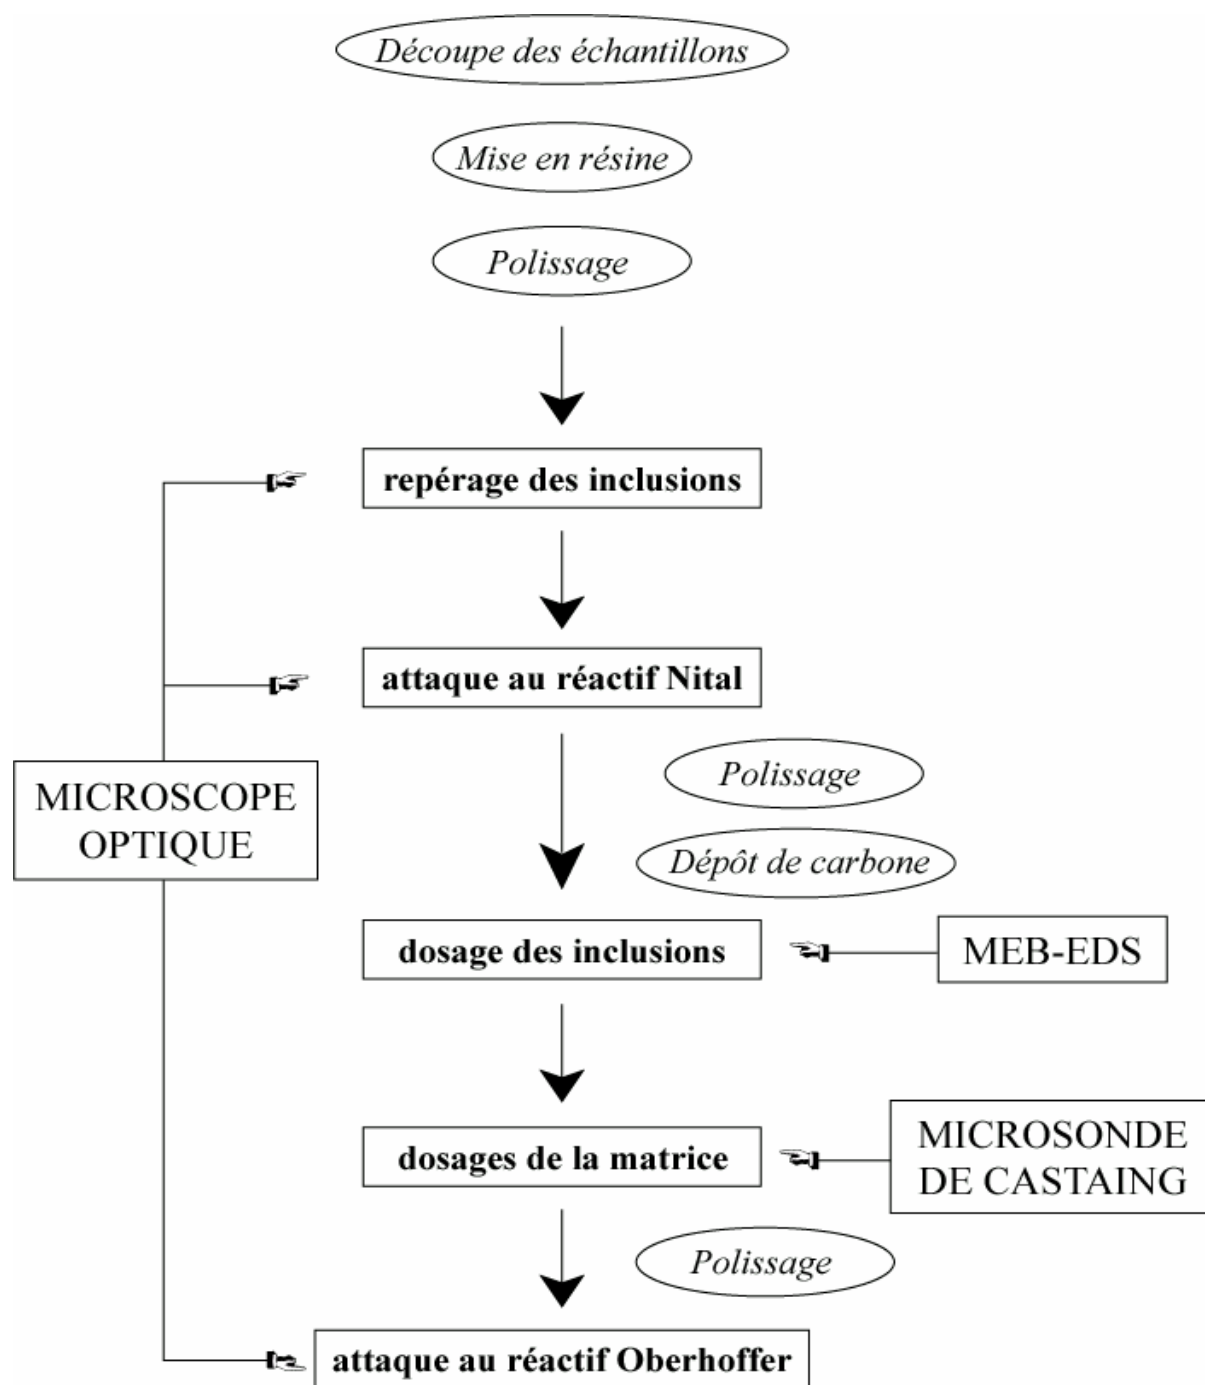 Découpe des échantillons
Mise en résine
Polissage
repérage des inclusions
attaque au réactif Nital
MICROSCOPE
OPTIQUE
Polissage
Dépôt de carbone
dosage des inclusions
MEB-EDS
dosages de la matrice
MICROSONDE
DE CASTAING
Polissage
attaque au réactif Oberhoffer